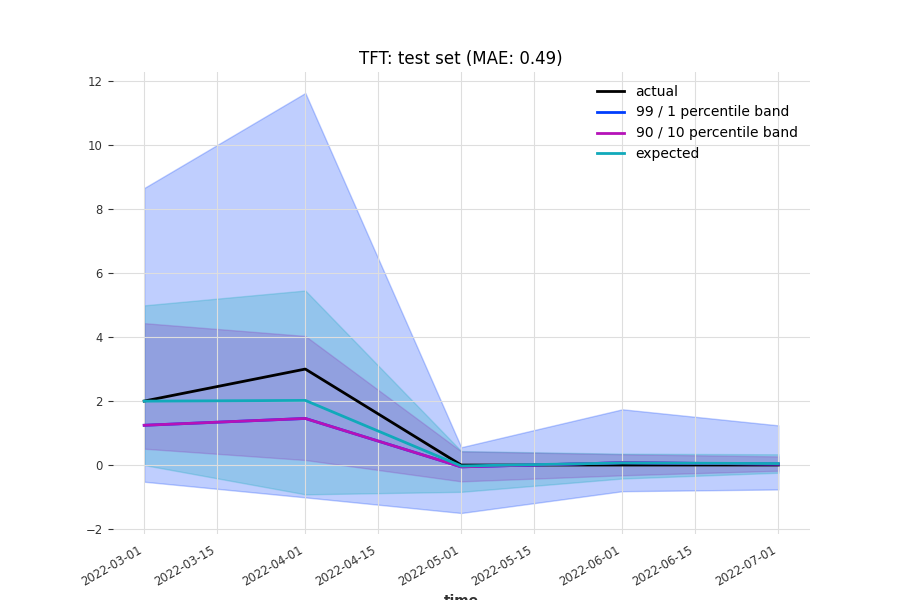 TFT: test set (MAE: 0.49)
actual
99 / 1 percentile band
90 / 10 percentile band
expected
12
10
8
6
4
2
0
−2
2022-03-01
2022-03-15
2022-04-01
2022-04-15
2022-05-01
2022-05-15
2022-06-01
2022-06-15
2022-07-01
time